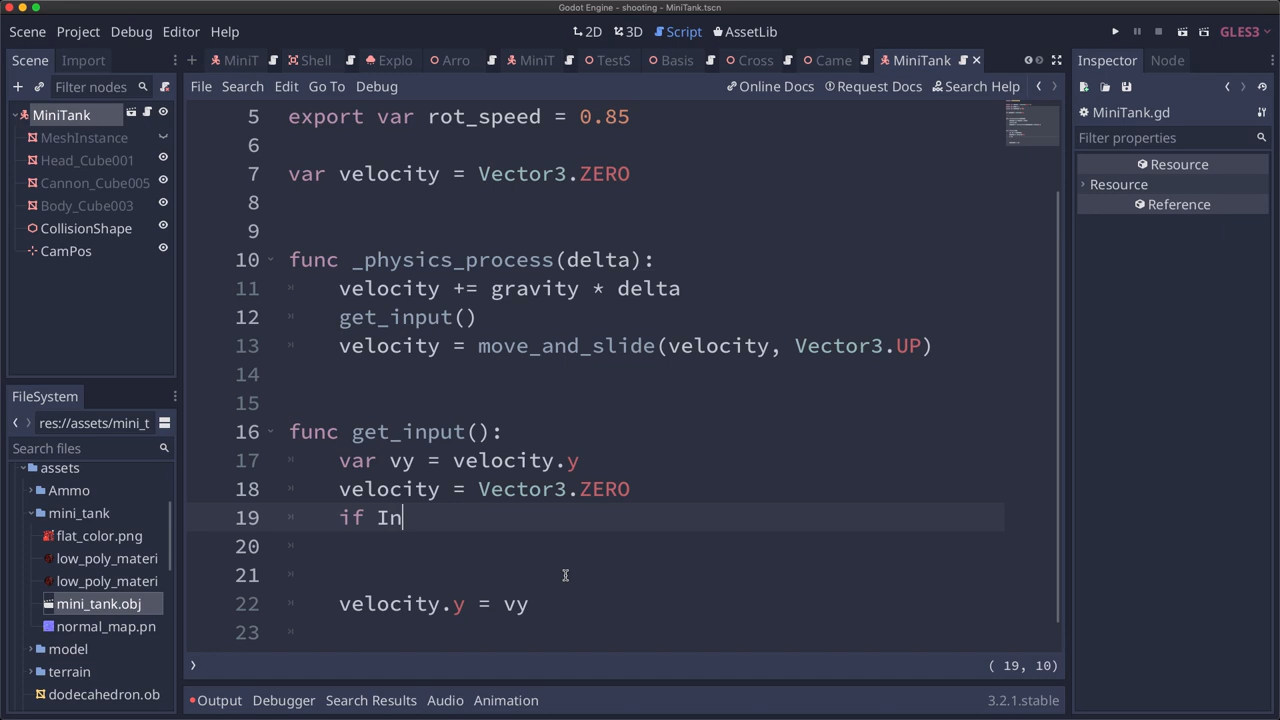 Godot Engine - shooting - MiniTank.tscn
Scene Project Debug Editor Help
2D 3D Script AssetLib
GLES3
Scene Import
MiniT Shell Explo Arro MiniT TestS Basis Cross Came MiniTank
Inspector Node
Filter nodes
File Search Edit Go To Debug
Online Docs Request Docs Search Help
MiniTank
MeshInstance
Head_Cube001
Cannon_Cube005
Body_Cube003
CollisionShape
CamPos
5 export var rot_speed = 0.85
6
7 var velocity = Vector3.ZERO
8
9
10 func _physics_process(delta):
11 velocity += gravity * delta
12 get_input()
13 velocity = move_and_slide(velocity, Vector3.UP)
14
15
16 func get_input():
17 var vy = velocity.y
18 velocity = Vector3.ZERO
19 if In
20
21
22 velocity.y = vy
23
( 19, 10)
Output Debugger Search Results Audio Animation
3.2.1.stable
MiniTank.gd
Filter properties
Resource
Resource
Reference
FileSystem
res://assets/mini_t
Search files
assets
Ammo
mini_tank
flat_color.png
low_poly_materi
low_poly_materi
mini_tank.obj
normal_map.pn
model
terrain
dodecahedron.ob